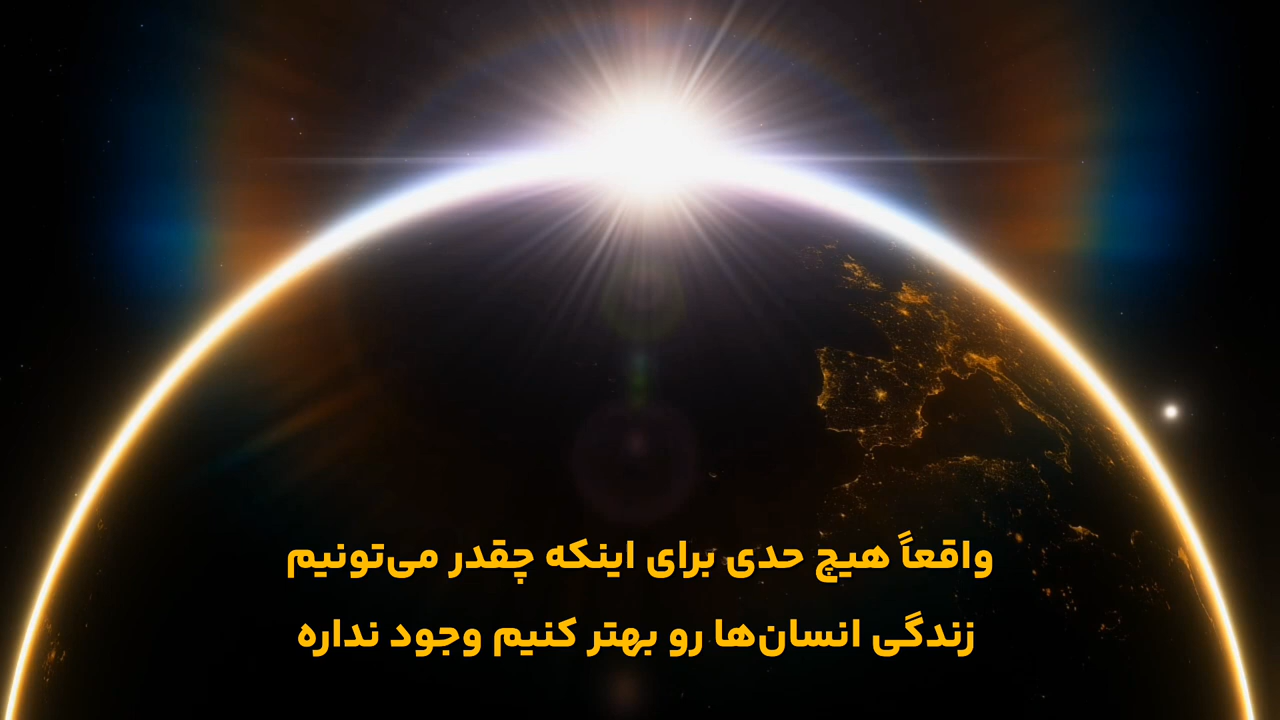 واقعاً هیچ حدی برای اینکه چقدر می‌تونیم
زندگی انسان‌ها رو بهتر کنیم وجود نداره